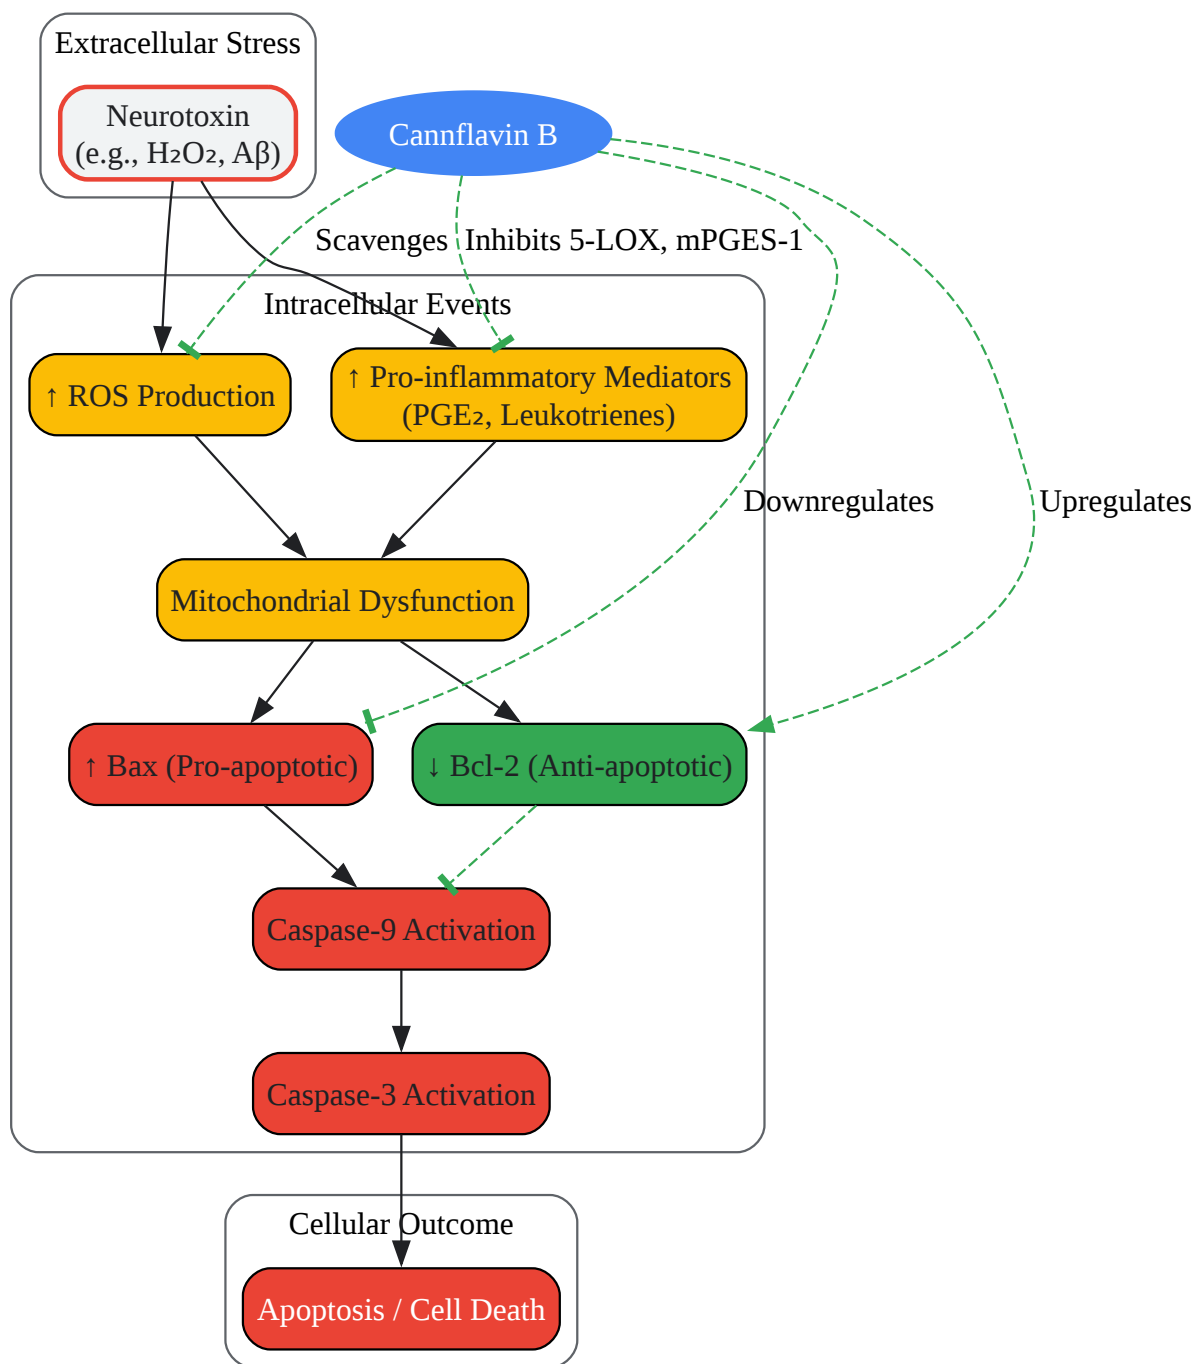 Extracellular Stress
Neurotoxin
(e.g., H₂O₂, Aβ)
Cannflavin B
Scavenges
Inhibits 5-LOX, mPGES-1
Intracellular Events
↑ ROS Production
↑ Pro-inflammatory Mediators
(PGE₂, Leukotrienes)
Downregulates
Upregulates
Mitochondrial Dysfunction
↑ Bax (Pro-apoptotic)
↓ Bcl-2 (Anti-apoptotic)
Caspase-9 Activation
Caspase-3 Activation
Cellular Outcome
Apoptosis / Cell Death